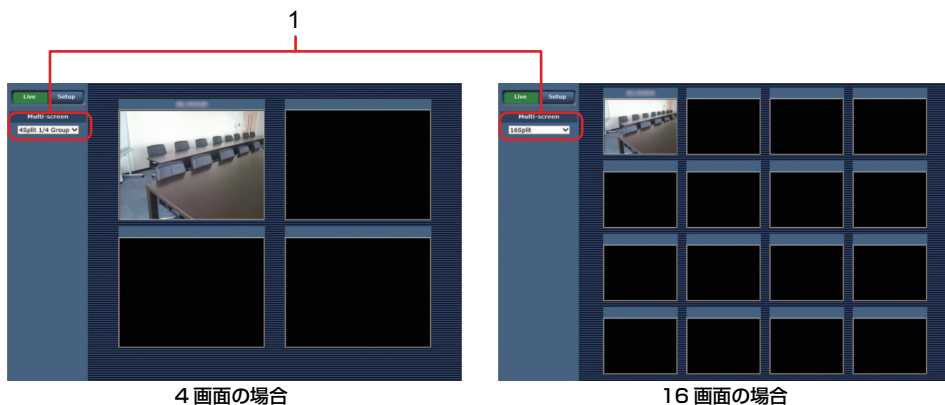 1
Live Setup
Multi-screen
4Split 1/4 Group
Live Setup
Multi-screen
16Split
4 画面の場合
16 画面の場合